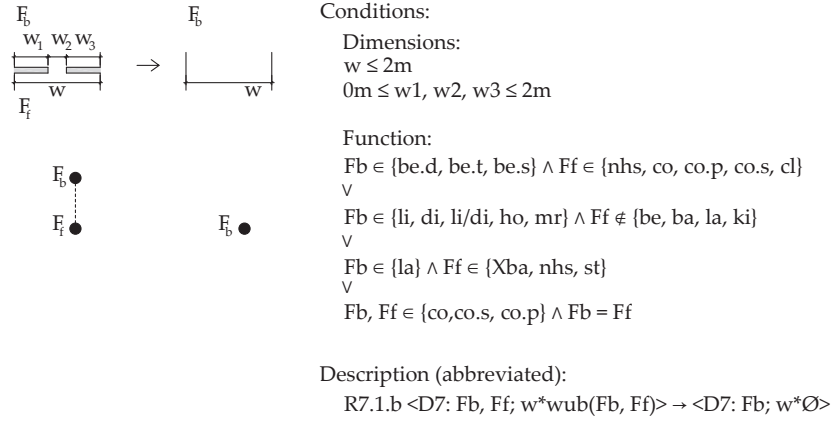 Fb
w1 w2 w3
w
Ff
→
Fb
w
Fb
Ff
Fb
Conditions:
Dimensions:
w ≤ 2m
0m ≤ w1, w2, w3 ≤ 2m
Function:
Fb ∈ {be.d, be.t, be.s} ∧ Ff ∈ {nhs, co, co.p, co.s, cl}
∨
Fb ∈ {li, di, li/di, ho, mr} ∧ Ff ∉ {be, ba, la, ki}
∨
Fb ∈ {la} ∧ Ff ∈ {Xba, nhs, st}
∨
Fb, Ff ∈ {co,co.s, co.p} ∧ Fb = Ff
Description (abbreviated):
R7.1.b <D7: Fb, Ff; w*wub(Fb, Ff)> → <D7: Fb; w*Ø>